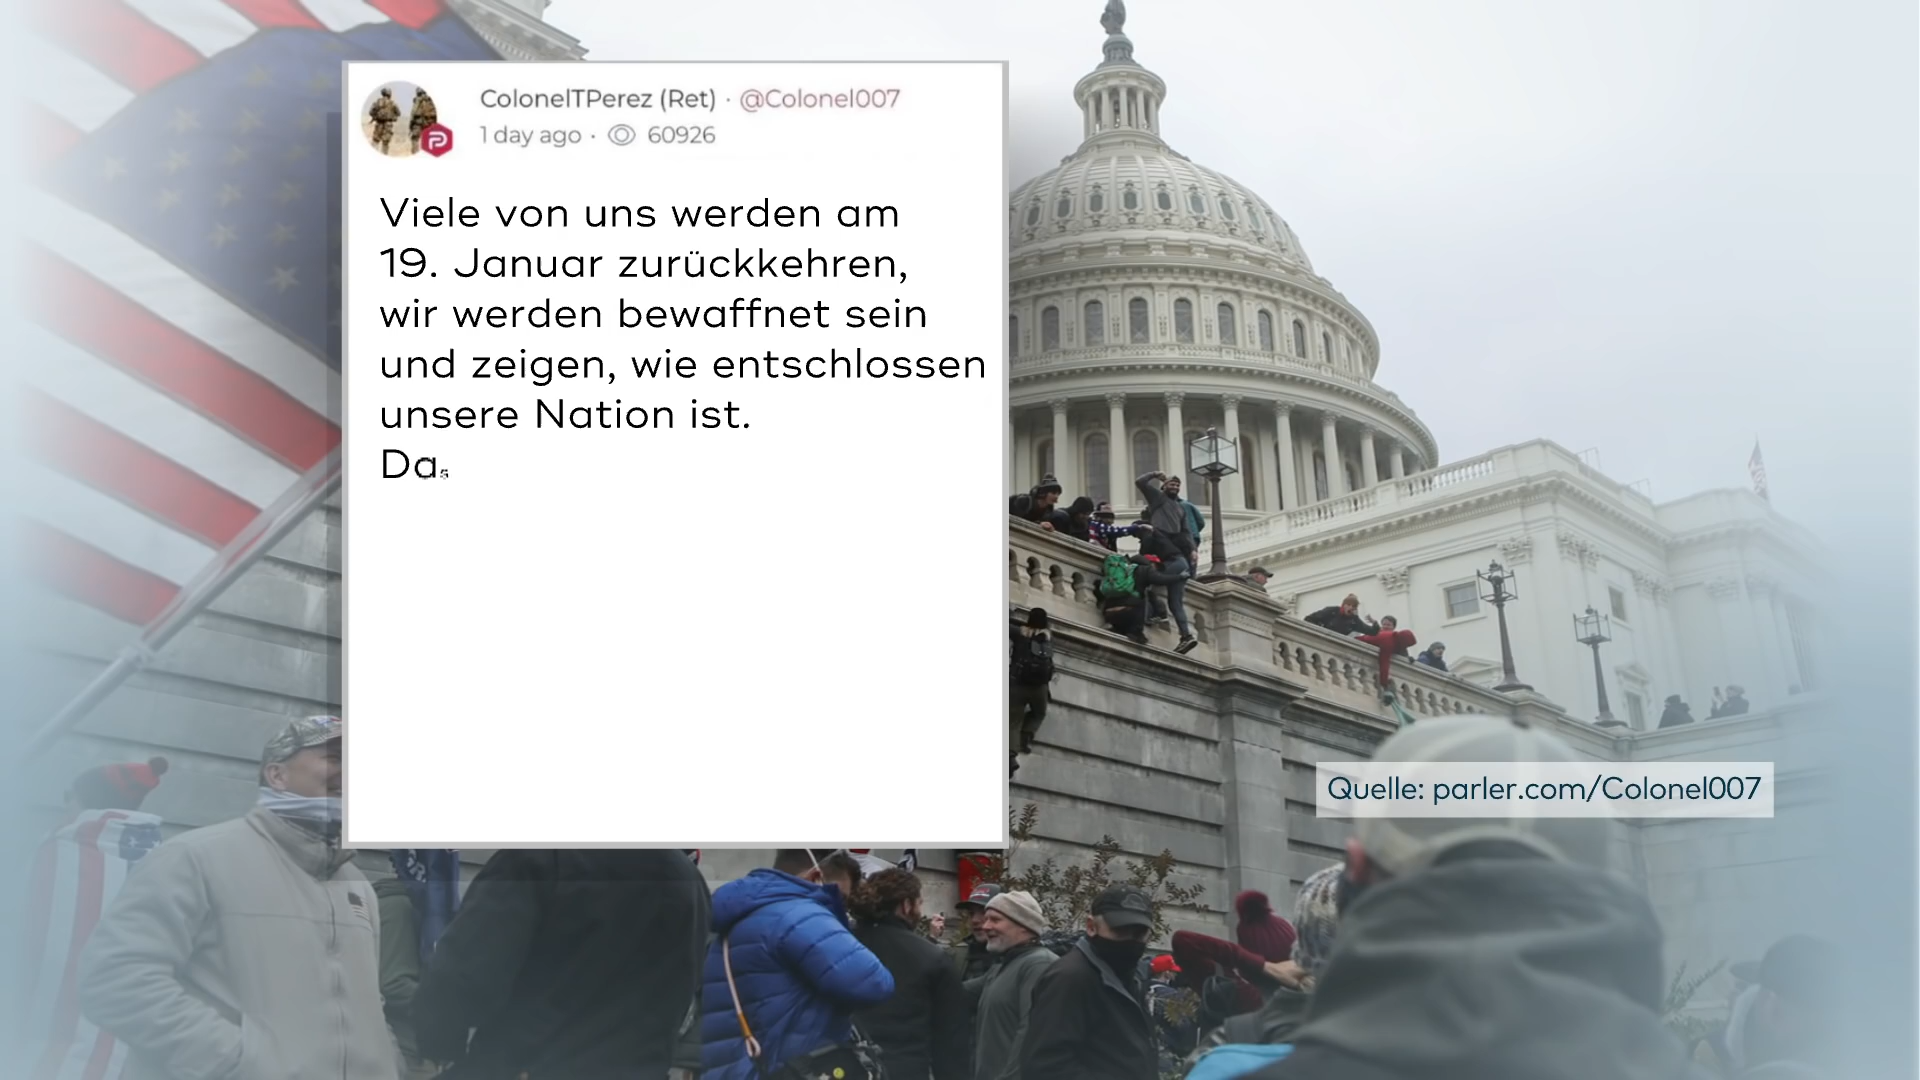 ColonelTPerez (Ret) · @Colonel007
1 day ago · 60926
Viele von uns werden am
19. Januar zurückkehren,
wir werden bewaffnet sein
und zeigen, wie entschlossen
unsere Nation ist.
Das
Quelle: parler.com/Colonel007